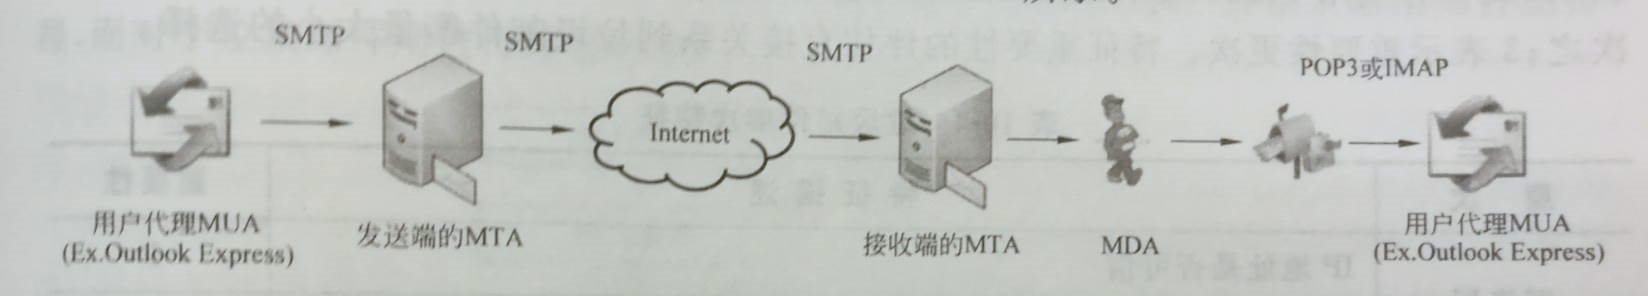 SMTP
SMTP
SMTP
POP3或IMAP
Internet
用户代理MUA
(Ex.Outlook Express)
发送端的MTA
接收端的MTA
MDA
用户代理MUA
(Ex.Outlook Express)